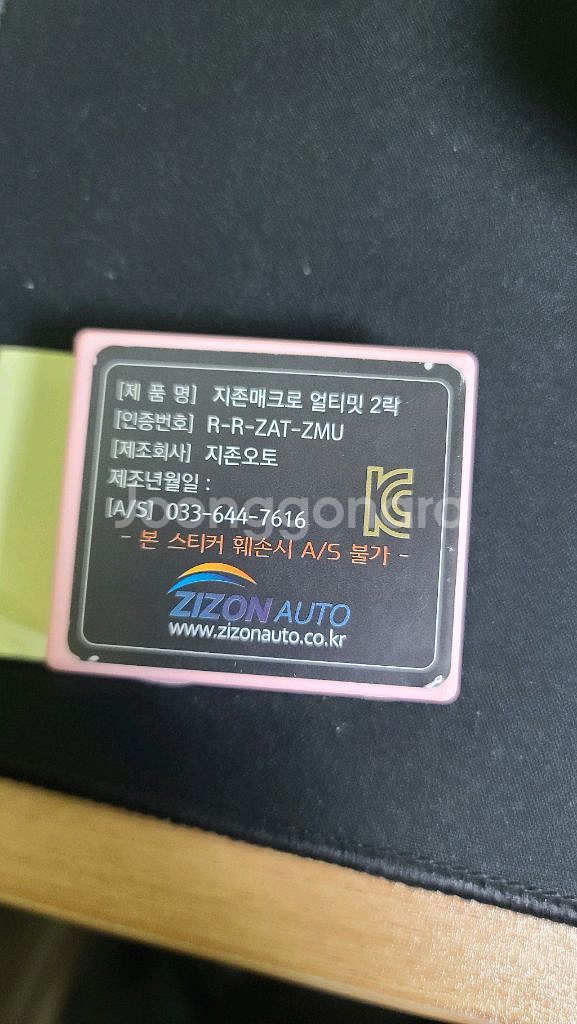 [제 품 명] 지존매크로 얼티밋 2락
[인증번호] R-R-ZAT-ZMU
[제조회사] 지존오토
제조년월일 :
[A/S] 033-644-7616
Joonggonara
- 본 스티커 훼손시 A/S 불가 -
ZIZON AUTO
www.zizonauto.co.kr